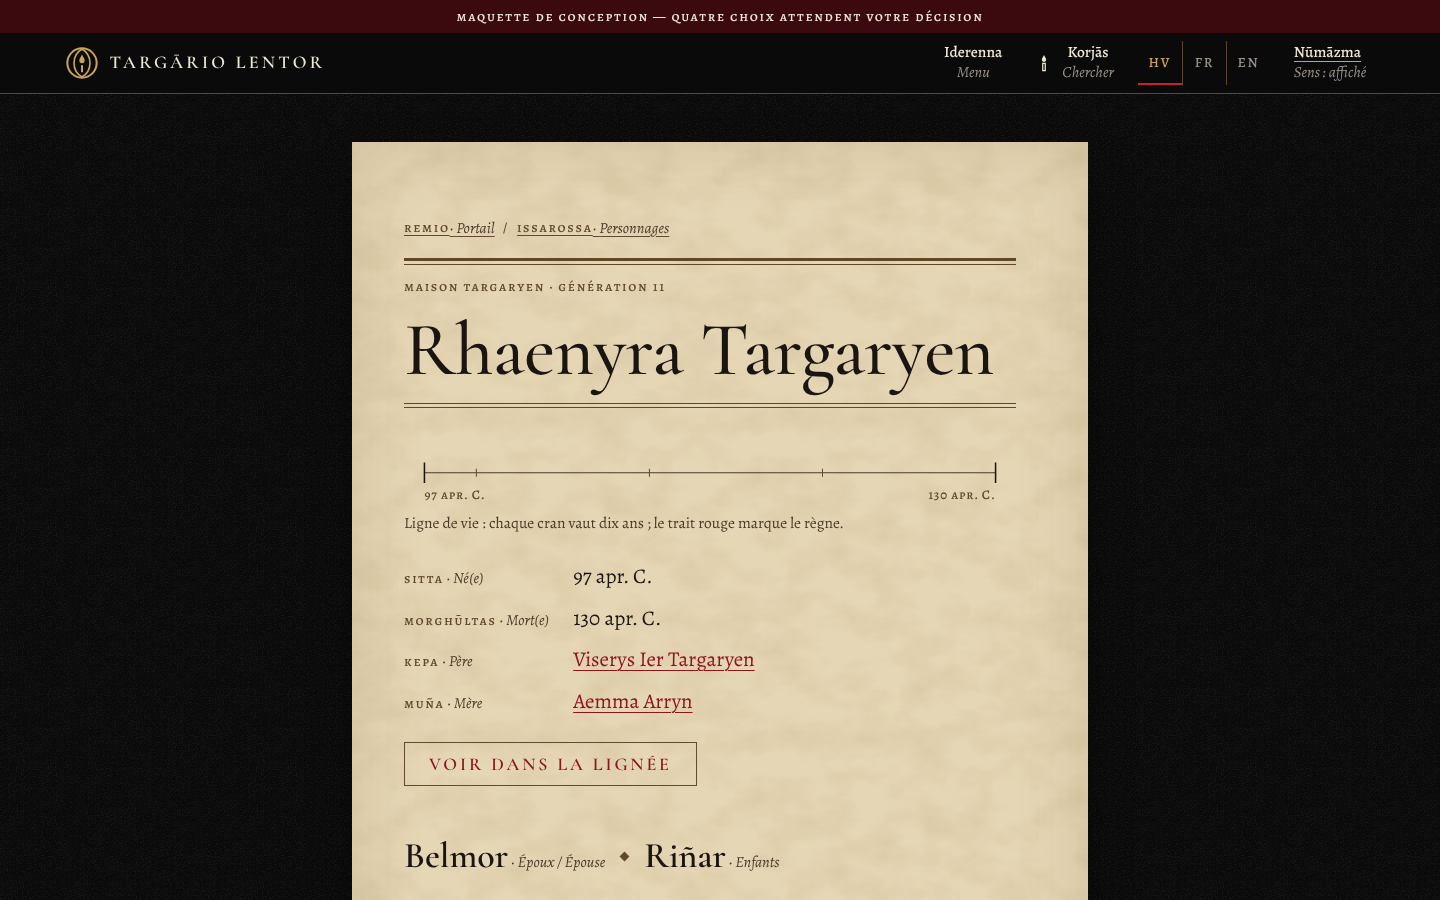 MAQUETTE DE CONCEPTION — QUATRE CHOIX ATTENDENT VOTRE DÉCISION
TARGĀRIO LENTOR
Iderenna
Menu
Korjās
Chercher
HV
FR
EN
Nūmāzma
Sens : affiché
REMIO · Portail / ISSAROSSA · Personnages
MAISON TARGARYEN · GÉNÉRATION 11
Rhaenyra Targaryen
97 APR. C.
130 APR. C.
Ligne de vie : chaque cran vaut dix ans ; le trait rouge marque le règne.
SITTA · Né(e) 97 apr. C.
MORGHŪLTAS · Mort(e) 130 apr. C.
KEPA · Père Viserys Ier Targaryen
MUÑA · Mère Aemma Arryn
VOIR DANS LA LIGNÉE
Belmor · Époux / Épouse ◆ Riñar · Enfants